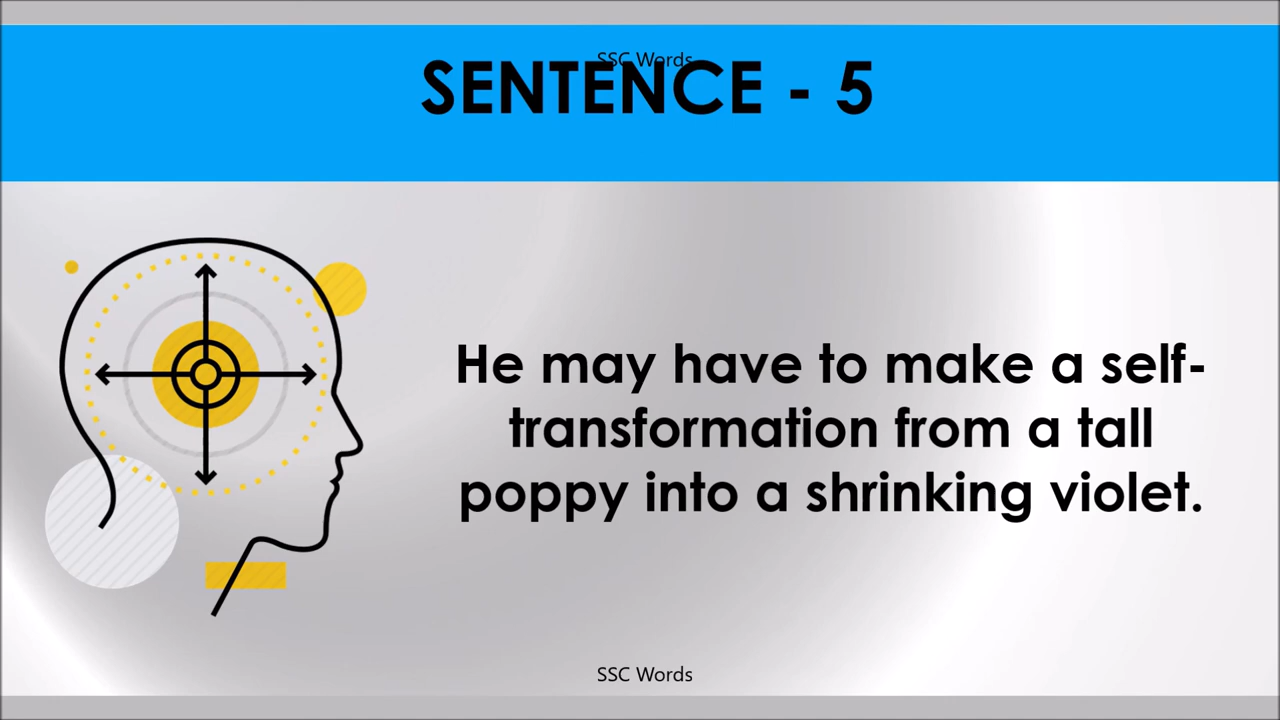 SSC Words
SENTENCE - 5
He may have to make a self-
transformation from a tall
poppy into a shrinking violet.
SSC Words